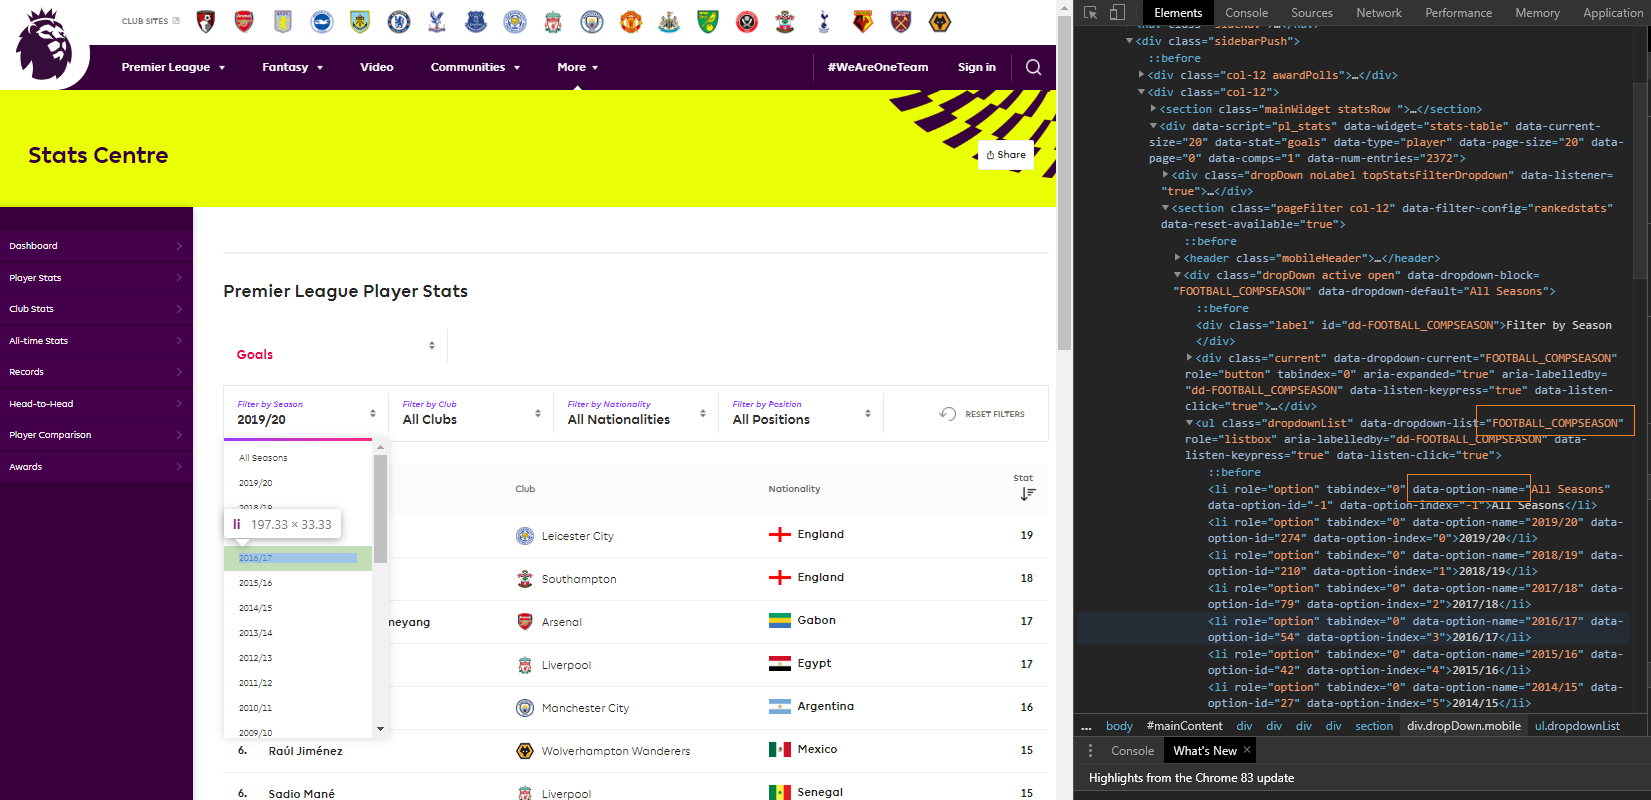 CLUB SITES
Premier League
Fantasy
Video
Communities
More
#WeAreOneTeam
Sign in
Stats Centre
Share
Dashboard
Player Stats
Club Stats
All-time Stats
Records
Head-to-Head
Player Comparison
Awards
Premier League Player Stats
Goals
Filter by Season
2019/20
Filter by Club
All Clubs
Filter by Nationality
All Nationalities
Filter by Position
All Positions
RESET FILTERS
All Seasons
2019/20
2018/19
li 197.33 × 33.33
2016/17
2015/16
2014/15
2013/14
2012/13
2011/12
2010/11
2009/10
Club Nationality Stat
Leicester City England 19
Southampton England 18
neyang Arsenal Gabon 17
Liverpool Egypt 17
Manchester City Argentina 16
6. Raúl Jiménez Wolverhampton Wanderers Mexico 15
6. Sadio Mané Liverpool Senegal 15
Elements Console Sources Network Performance Memory Application
<div class="sidebarPush">
::before
<div class="col-12 awardPolls">…</div>
<div class="col-12">
<section class="mainWidget statsRow ">…</section>
<div data-script="pl_stats" data-widget="stats-table" data-current-
size="20" data-stat="goals" data-type="player" data-page-size="20" data-
page="0" data-comps="1" data-num-entries="2372">
<div class="dropDown noLabel topStatsFilterDropdown" data-listener=
"true">…</div>
<section class="pageFilter col-12" data-filter-config="rankedstats"
data-reset-available="true">
::before
<header class="mobileHeader">…</header>
<div class="dropDown active open" data-dropdown-block=
"FOOTBALL_COMPSEASON" data-dropdown-default="All Seasons">
::before
<div class="label" id="dd-FOOTBALL_COMPSEASON">Filter by Season
</div>
<div class="current" data-dropdown-current="FOOTBALL_COMPSEASON"
role="button" tabindex="0" aria-expanded="true" aria-labelledby=
"dd-FOOTBALL_COMPSEASON" data-listen-keypress="true" data-listen-
click="true">…</div>
<ul class="dropdownList" data-dropdown-list="FOOTBALL_COMPSEASON"
role="listbox" aria-labelledby="dd-FOOTBALL_COMPSEASON" data-
listen-keypress="true" data-listen-click="true">
::before
<li role="option" tabindex="0" data-option-name="All Seasons"
data-option-id="-1" data-option-index="-1">All Seasons</li>
<li role="option" tabindex="0" data-option-name="2019/20" data-
option-id="274" data-option-index="0">2019/20</li>
<li role="option" tabindex="0" data-option-name="2018/19" data-
option-id="210" data-option-index="1">2018/19</li>
<li role="option" tabindex="0" data-option-name="2017/18" data-
option-id="79" data-option-index="2">2017/18</li>
<li role="option" tabindex="0" data-option-name="2016/17" data-
option-id="54" data-option-index="3">2016/17</li>
<li role="option" tabindex="0" data-option-name="2015/16" data-
option-id="42" data-option-index="4">2015/16</li>
<li role="option" tabindex="0" data-option-name="2014/15" data-
option-id="27" data-option-index="5">2014/15</li>
... body #mainContent div div div div section div.dropDown.mobile ul.dropdownList
Console What's New ×
Highlights from the Chrome 83 update